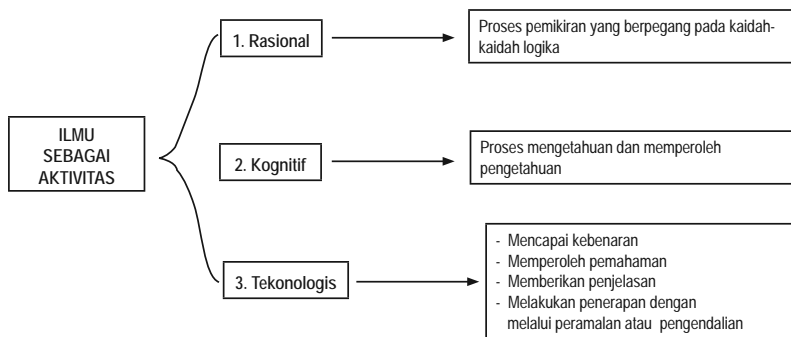 ILMU
SEBAGAI
AKTIVITAS
1. Rasional
Proses pemikiran yang berpegang pada kaidah-
kaidah logika
2. Kognitif
Proses mengetahuan dan memperoleh
pengetahuan
3. Tekonologis
- Mencapai kebenaran
- Memperoleh pemahaman
- Memberikan penjelasan
- Melakukan penerapan dengan
melalui peramalan atau pengendalian